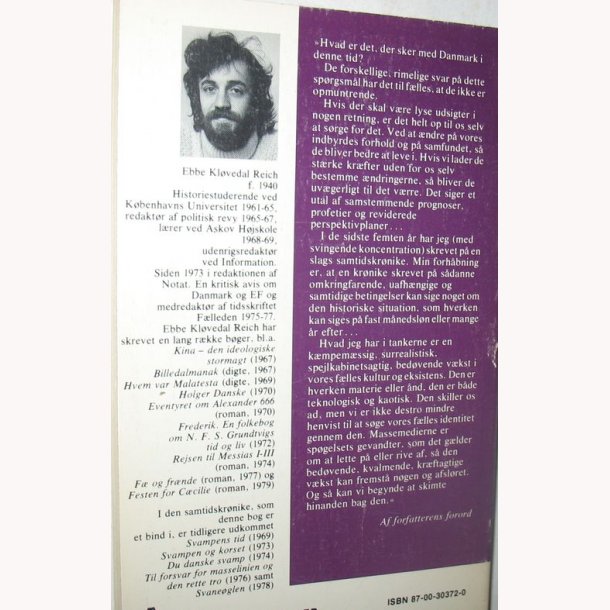 Ebbe Kløvedal Reich
f. 1940
Historiestuderende ved
Københavns Universitet 1961-65,
redaktør af politisk revy 1965-67,
lærer ved Askov Højskole
1968-69,
udenrigsredaktør
ved Information.
Siden 1973 i redaktionen af
Notat. En kritisk avis om
Danmark og EF og
medredaktør af tidsskriftet
Fælleden 1975-77.
Ebbe Kløvedal Reich har
skrevet en lang række bøger, bl.a.
Kina – den ideologiske
stormagt (1967)
Billedalmanak (digte, 1967)
Hvem var Malatesta (digte, 1969)
Holger Danske (1970)
Eventyret om Alexander 666
(roman, 1970)
Frederik. En folkebog
om N. F. S. Grundtvigs
tid og liv (1972)
Rejsen til Messias I-III
(roman, 1974)
Fæ og frænde (roman, 1977) og
Festen for Cæcilie (roman, 1979)
I den samtidskrønike, som
denne bog er
et bind i, er tidligere udkommet
Svampens tid (1969)
Svampen og korset (1973)
Du danske svamp (1974)
Til forsvar for masselinien og
den rette tro (1976) samt
Svaneøglen (1978)
»Hvad er det, der sker med Danmark i
denne tid?
De forskellige, rimelige svar på dette
spørgsmål har det til fælles, at de ikke er
opmuntrende.
Hvis der skal være lyse udsigter i
nogen retning, er det helt op til os selv
at sørge for det. Ved at ændre på vores
indbyrdes forhold og på samfundet, så
de bliver bedre at leve i. Hvis vi lader de
stærke kræfter uden for os selv
bestemme ændringerne, så bliver de
uvægerligt til det værre. Det siger et
utal af samstemmende prognoser,
profetier og reviderede
perspektivplaner . . .
I de sidste femten år har jeg (med
svingende koncentration) skrevet på en
slags samtidskrønike. Min forhåbning
er, at en krønike skrevet på sådanne
omkringfarende, uafhængige og
samtidige betingelser kan sige noget om
den historiske situation, som hverken
kan siges på fast månedsløn eller mange
år efter . . .
Hvad jeg har i tankerne er en
kæmpemæssig, surrealistisk,
spejlkabinetsagtig, bedøvende vækst i
vores fælles kultur og eksistens. Den er
hverken materie eller ånd, den er både
teknologisk og kaotisk. Den skiller os
ad, men vi er ikke destro mindre
henvist til at søge vores fælles identitet
gennem den. Massemedierne er
spøgelsets gevandter, som det gælder
om at lette på eller rive af, så den
bedøvende, kvalmende, kræftagtige
vækst kan fremstå nøgen og afsløret.
Og så kan vi begynde at skimte
hinanden bag den.«
Af forfatterens forord
ISBN 87-00-30372-0